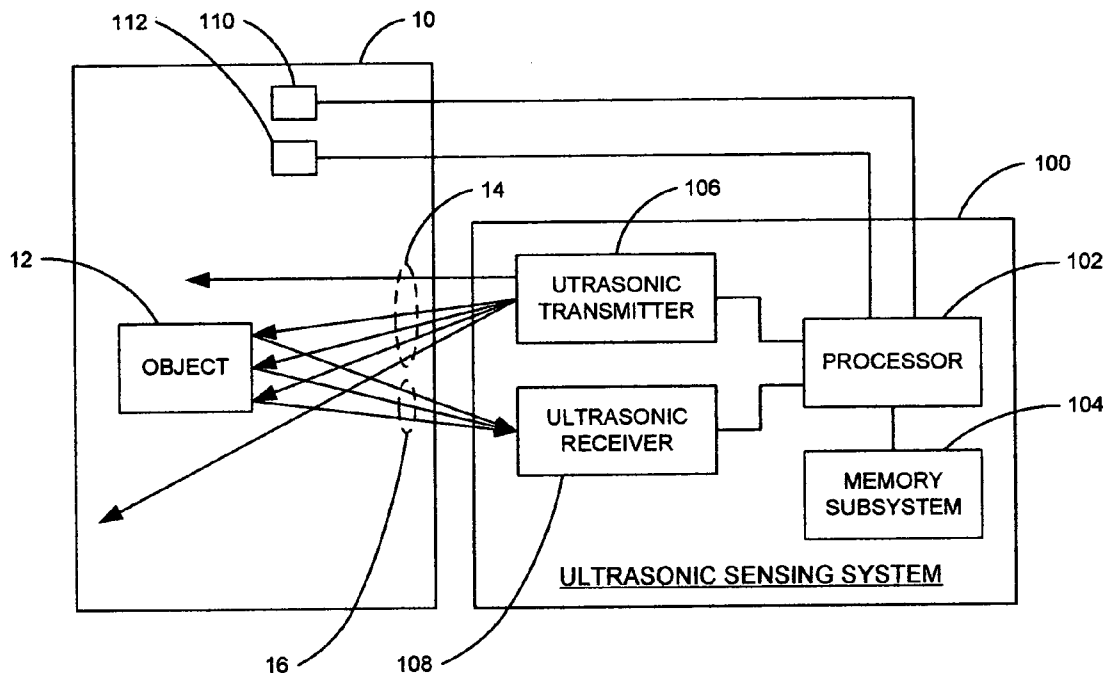 110
10
112
100
14
106
12
102
UTRASONIC
TRANSMITTER
OBJECT
PROCESSOR
ULTRASONIC
RECEIVER
104
MEMORY
SUBSYSTEM
ULTRASONIC SENSING SYSTEM
16
108